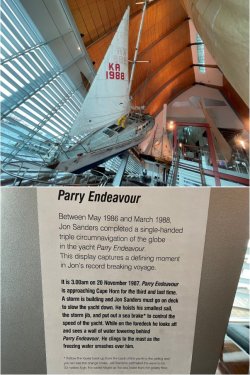 KA
1988
Parry Endeavour
Between May 1986 and March 1988,
Jon Sanders completed a single-handed
triple circumnavigation of the globe
in the yacht Parry Endeavour.
This display captures a defining moment
in Jon's record breaking voyage.
It is 3.00am on 20 November 1987. Parry Endeavour
is approaching Cape Horn for the third and last time.
A storm is building and Jon Sanders must go on deck
to slow the yacht down. He hoists his smallest sail,
the storm jib, and put out a sea brake* to control the
speed of the yacht. While on the foredeck he looks aft
and sees a wall of water towering behind
Parry Endeavour. He clings to the mast as the
freezing water smashes over him.